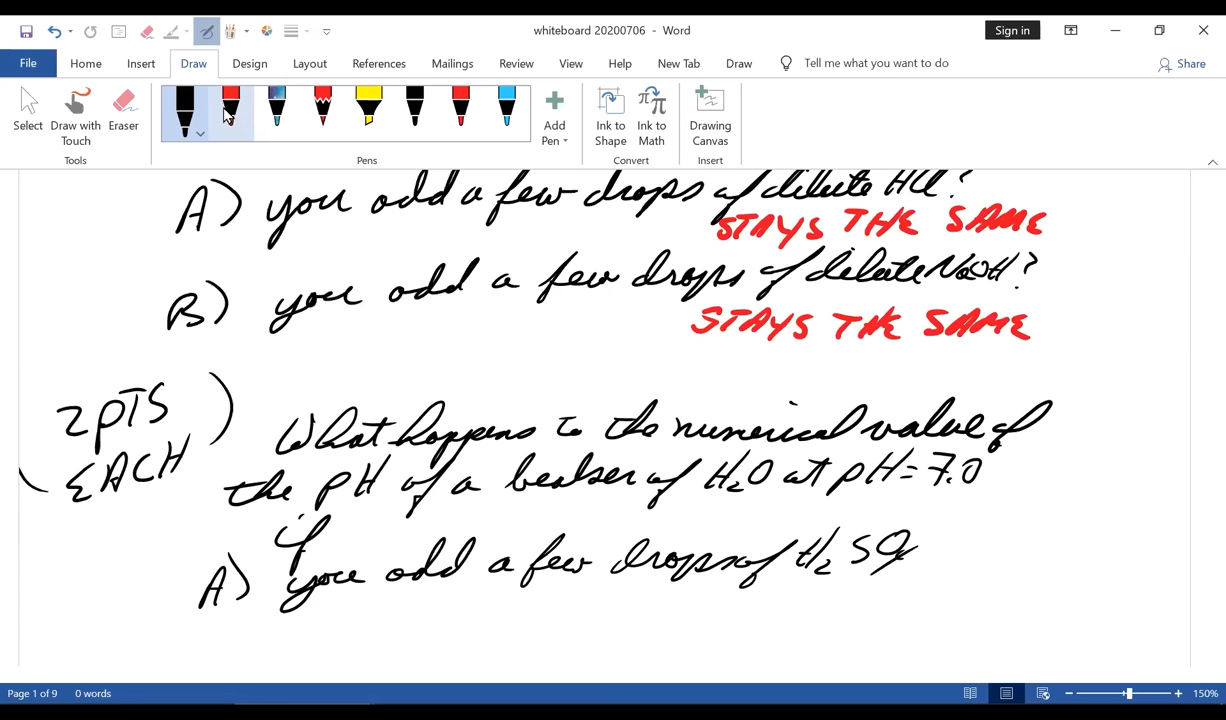 whiteboard 20200706 - Word
Sign in
File Home Insert Draw Design Layout References Mailings Review View Help New Tab Draw Tell me what you want to do Share
Select Draw with Touch Eraser Add Pen Ink to Shape Ink to Math Drawing Canvas
Tools Pens Convert Insert
A) you add a few drops of dilute HCl?
STAYS THE SAME
B) you add a few drops of dilute NaOH?
STAYS THE SAME
(2 PTS EACH) What happens to the numerical value of
the pH of a beaker of H₂O at pH = 7.0
if
A) you add a few drops of H₂SO₄
Page 1 of 9 0 words 150%